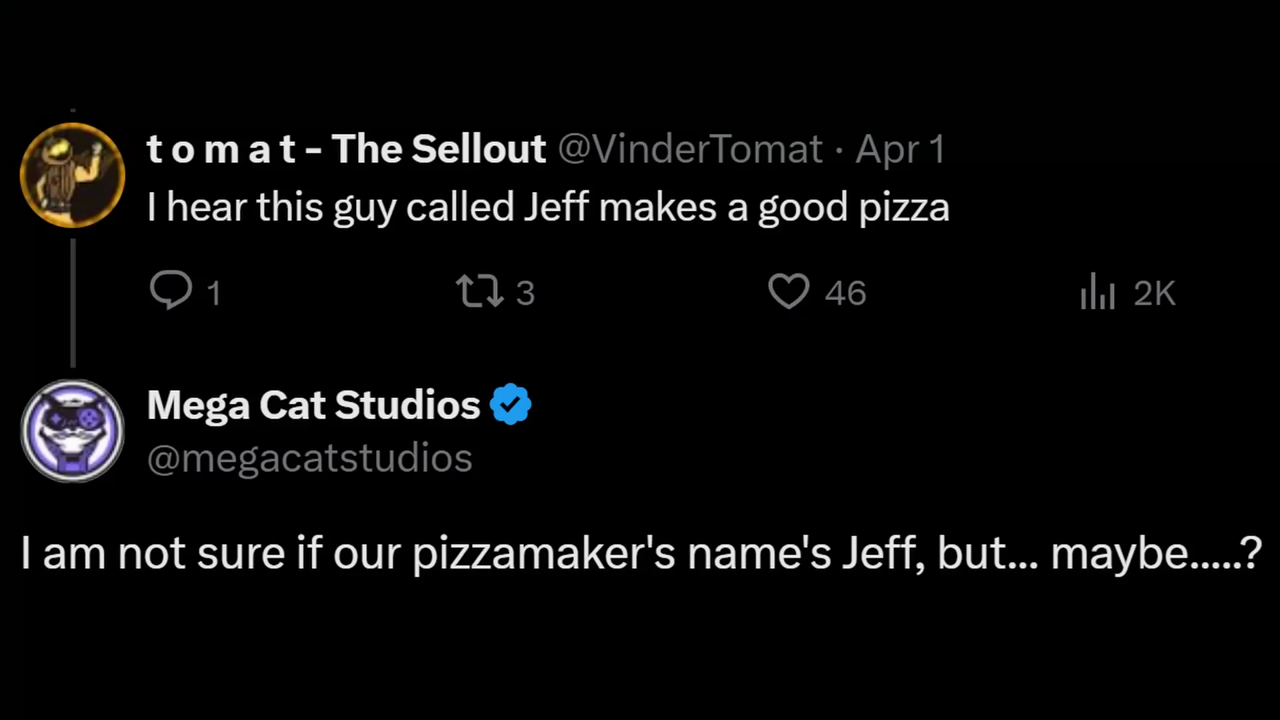 t o m a t - The Sellout @VinderTomat · Apr 1
I hear this guy called Jeff makes a good pizza
1 3 46 2K
Mega Cat Studios
@megacatstudios
I am not sure if our pizzamaker's name's Jeff, but... maybe.....?